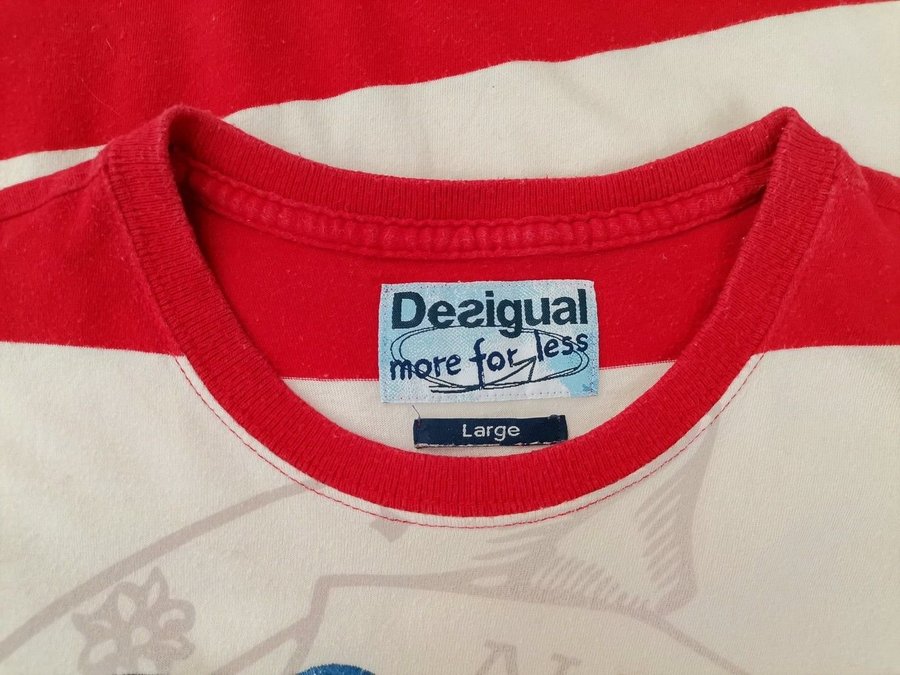 Desigual
more for less
Large